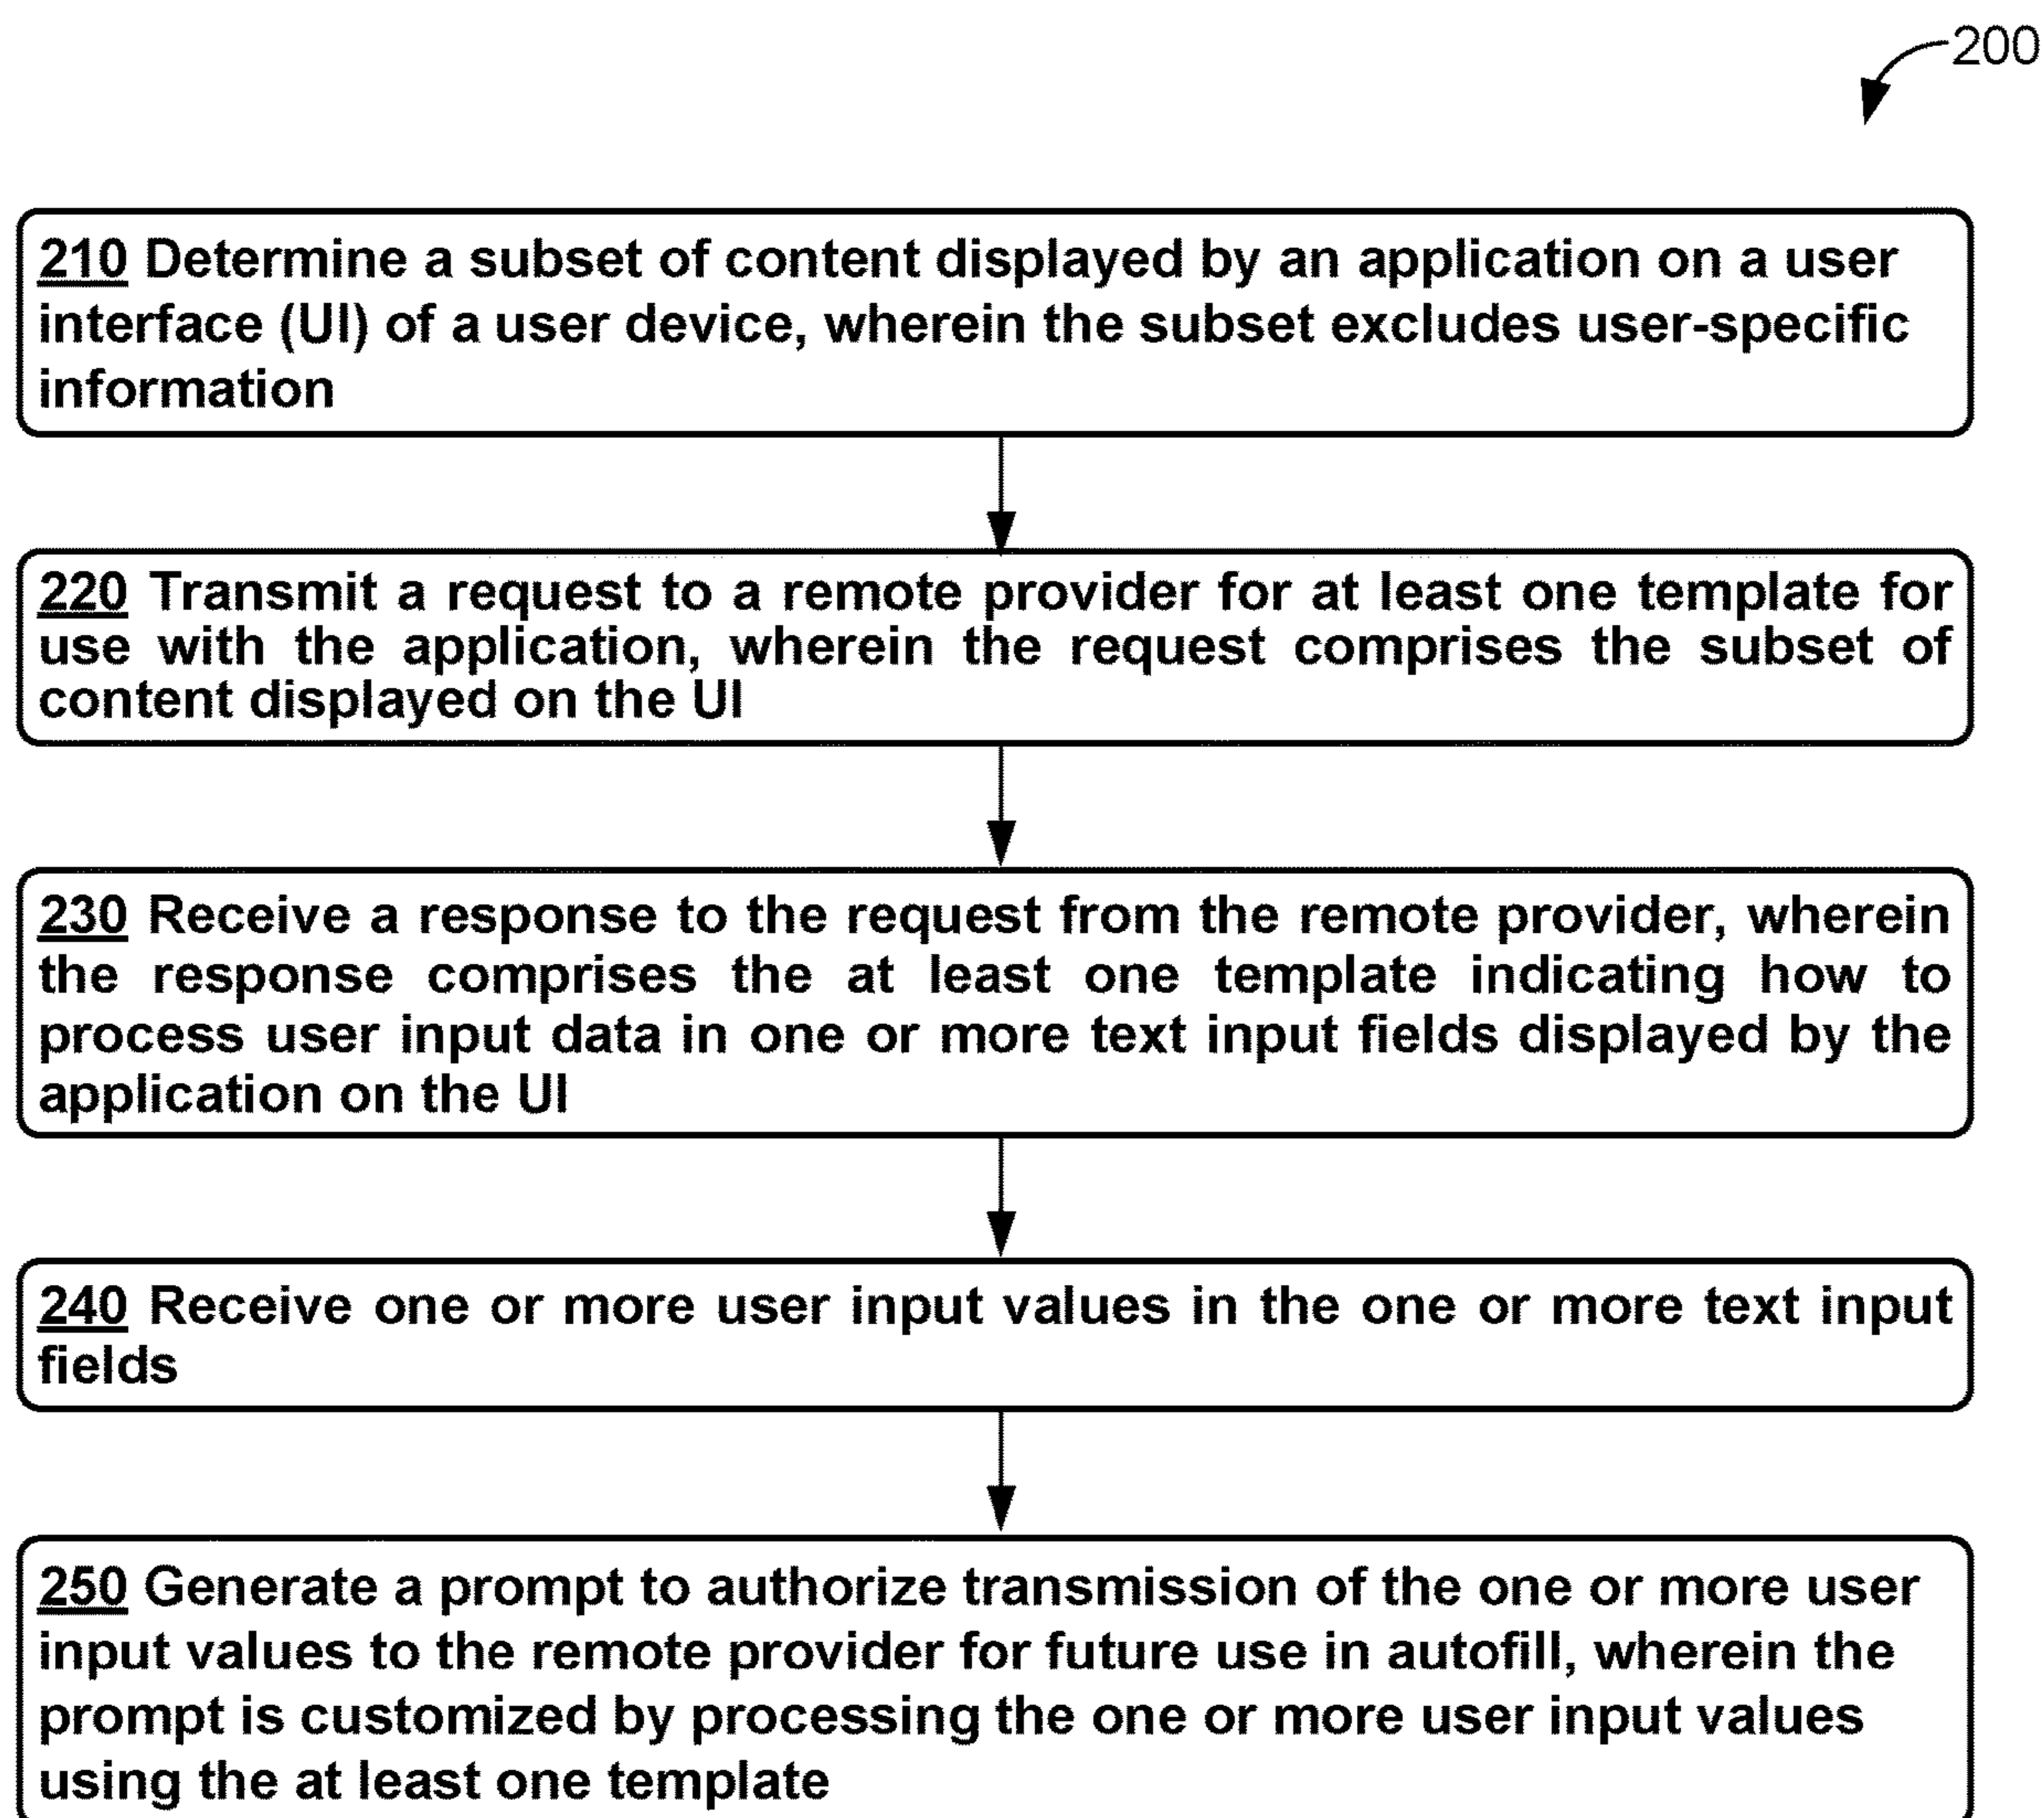 200
210 Determine a subset of content displayed by an application on a user
interface (UI) of a user device, wherein the subset excludes user-specific
information
220 Transmit a request to a remote provider for at least one template for
use with the application, wherein the request comprises the subset of
content displayed on the UI
230 Receive a response to the request from the remote provider, wherein
the response comprises the at least one template indicating how to
process user input data in one or more text input fields displayed by the
application on the UI
240 Receive one or more user input values in the one or more text input
fields
250 Generate a prompt to authorize transmission of the one or more user
input values to the remote provider for future use in autofill, wherein the
prompt is customized by processing the one or more user input values
using the at least one template